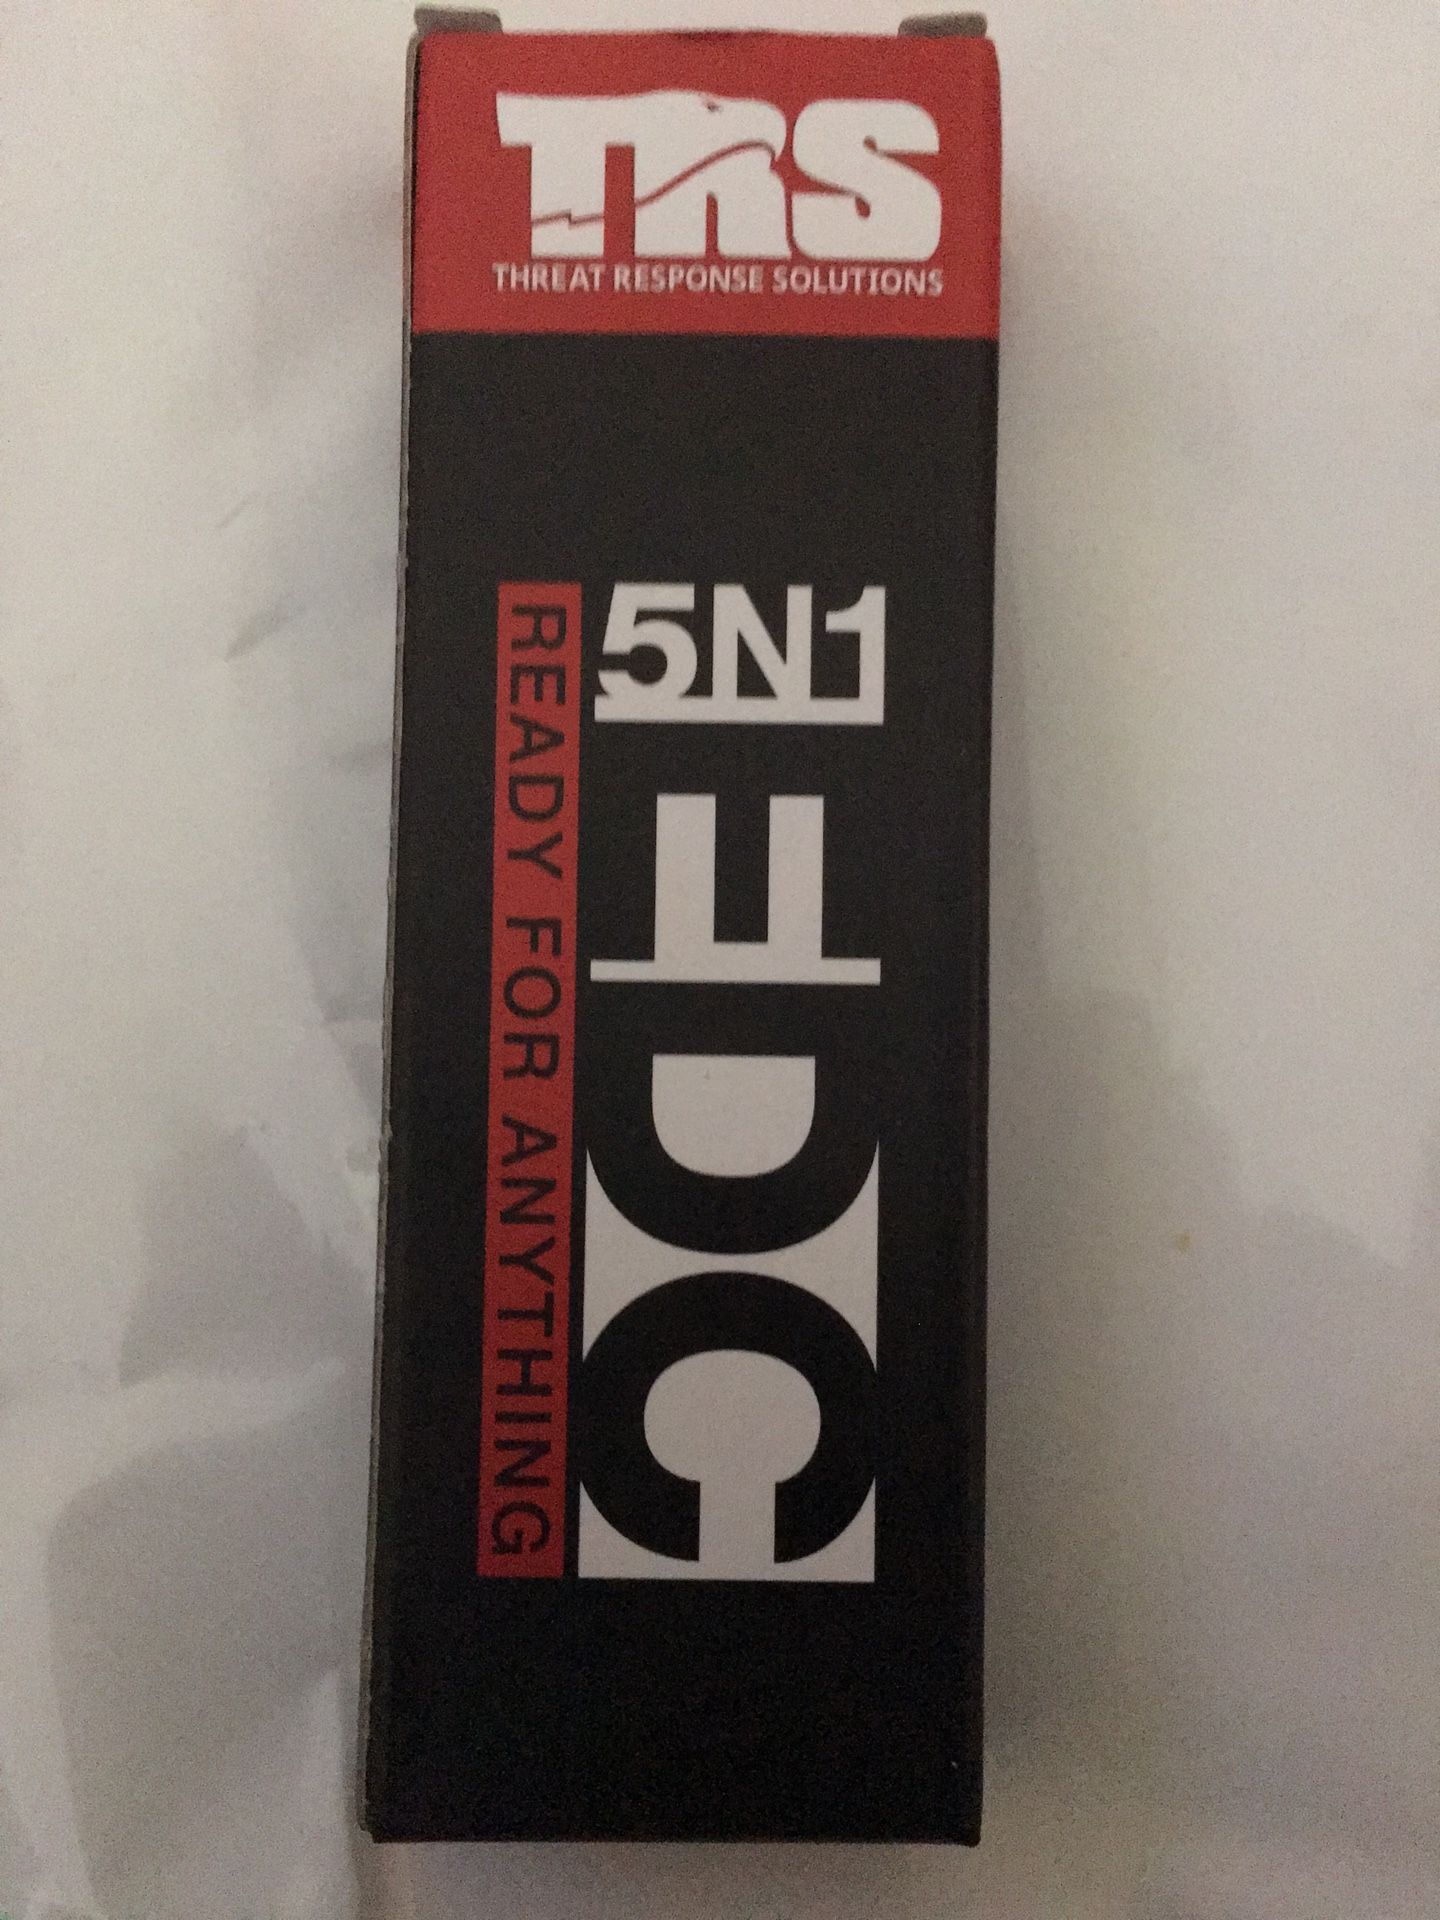 TRS
THREAT RESPONSE SOLUTIONS
5N1
EDC
READY FOR ANYTHING